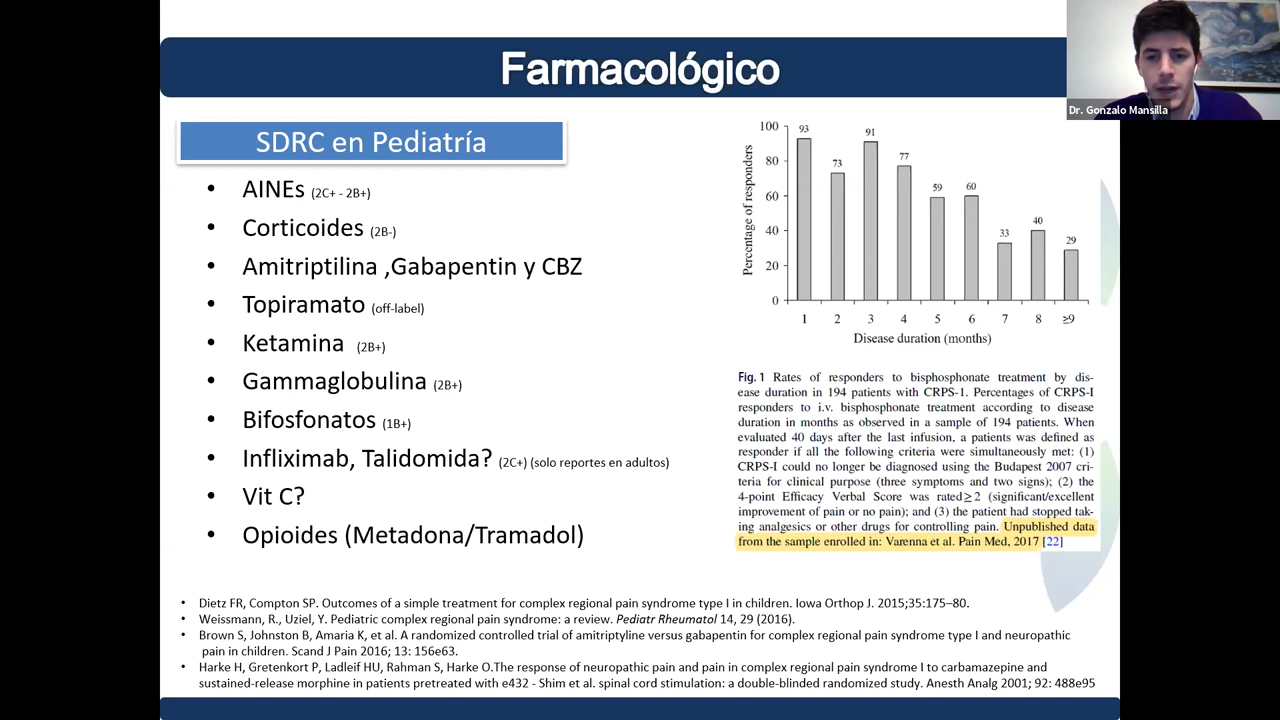 Farmacológico
Dr. Gonzalo Mansilla
SDRC en Pediatría
• AINEs (2C+ - 2B+)
• Corticoides (2B-)
• Amitriptilina ,Gabapentin y CBZ
• Topiramato (off-label)
• Ketamina (2B+)
• Gammaglobulina (2B+)
• Bifosfonatos (1B+)
• Infliximab, Talidomida? (2C+) (solo reportes en adultos)
• Vit C?
• Opioides (Metadona/Tramadol)
Percentage of responders
100
80
60
40
20
0
93
73
91
77
59
60
33
40
29
1 2 3 4 5 6 7 8 ≥9
Disease duration (months)
Fig. 1 Rates of responders to bisphosphonate treatment by dis-
ease duration in 194 patients with CRPS-1. Percentages of CRPS-I
responders to i.v. bisphosphonate treatment according to disease
duration in months as observed in a sample of 194 patients. When
evaluated 40 days after the last infusion, a patients was defined as
responder if all the following criteria were simultaneously met: (1)
CRPS-I could no longer be diagnosed using the Budapest 2007 cri-
teria for clinical purpose (three symptoms and two signs); (2) the
4-point Efficacy Verbal Score was rated ≥ 2 (significant/excellent
improvement of pain or no pain); and (3) the patient had stopped tak-
ing analgesics or other drugs for controlling pain. Unpublished data
from the sample enrolled in: Varenna et al. Pain Med, 2017 [22]
• Dietz FR, Compton SP. Outcomes of a simple treatment for complex regional pain syndrome type I in children. Iowa Orthop J. 2015;35:175–80.
• Weissmann, R., Uziel, Y. Pediatric complex regional pain syndrome: a review. Pediatr Rheumatol 14, 29 (2016).
• Brown S, Johnston B, Amaria K, et al. A randomized controlled trial of amitriptyline versus gabapentin for complex regional pain syndrome type I and neuropathic
pain in children. Scand J Pain 2016; 13: 156e63.
• Harke H, Gretenkort P, Ladleif HU, Rahman S, Harke O.The response of neuropathic pain and pain in complex regional pain syndrome I to carbamazepine and
sustained-release morphine in patients pretreated with e432 - Shim et al. spinal cord stimulation: a double-blinded randomized study. Anesth Analg 2001; 92: 488e95